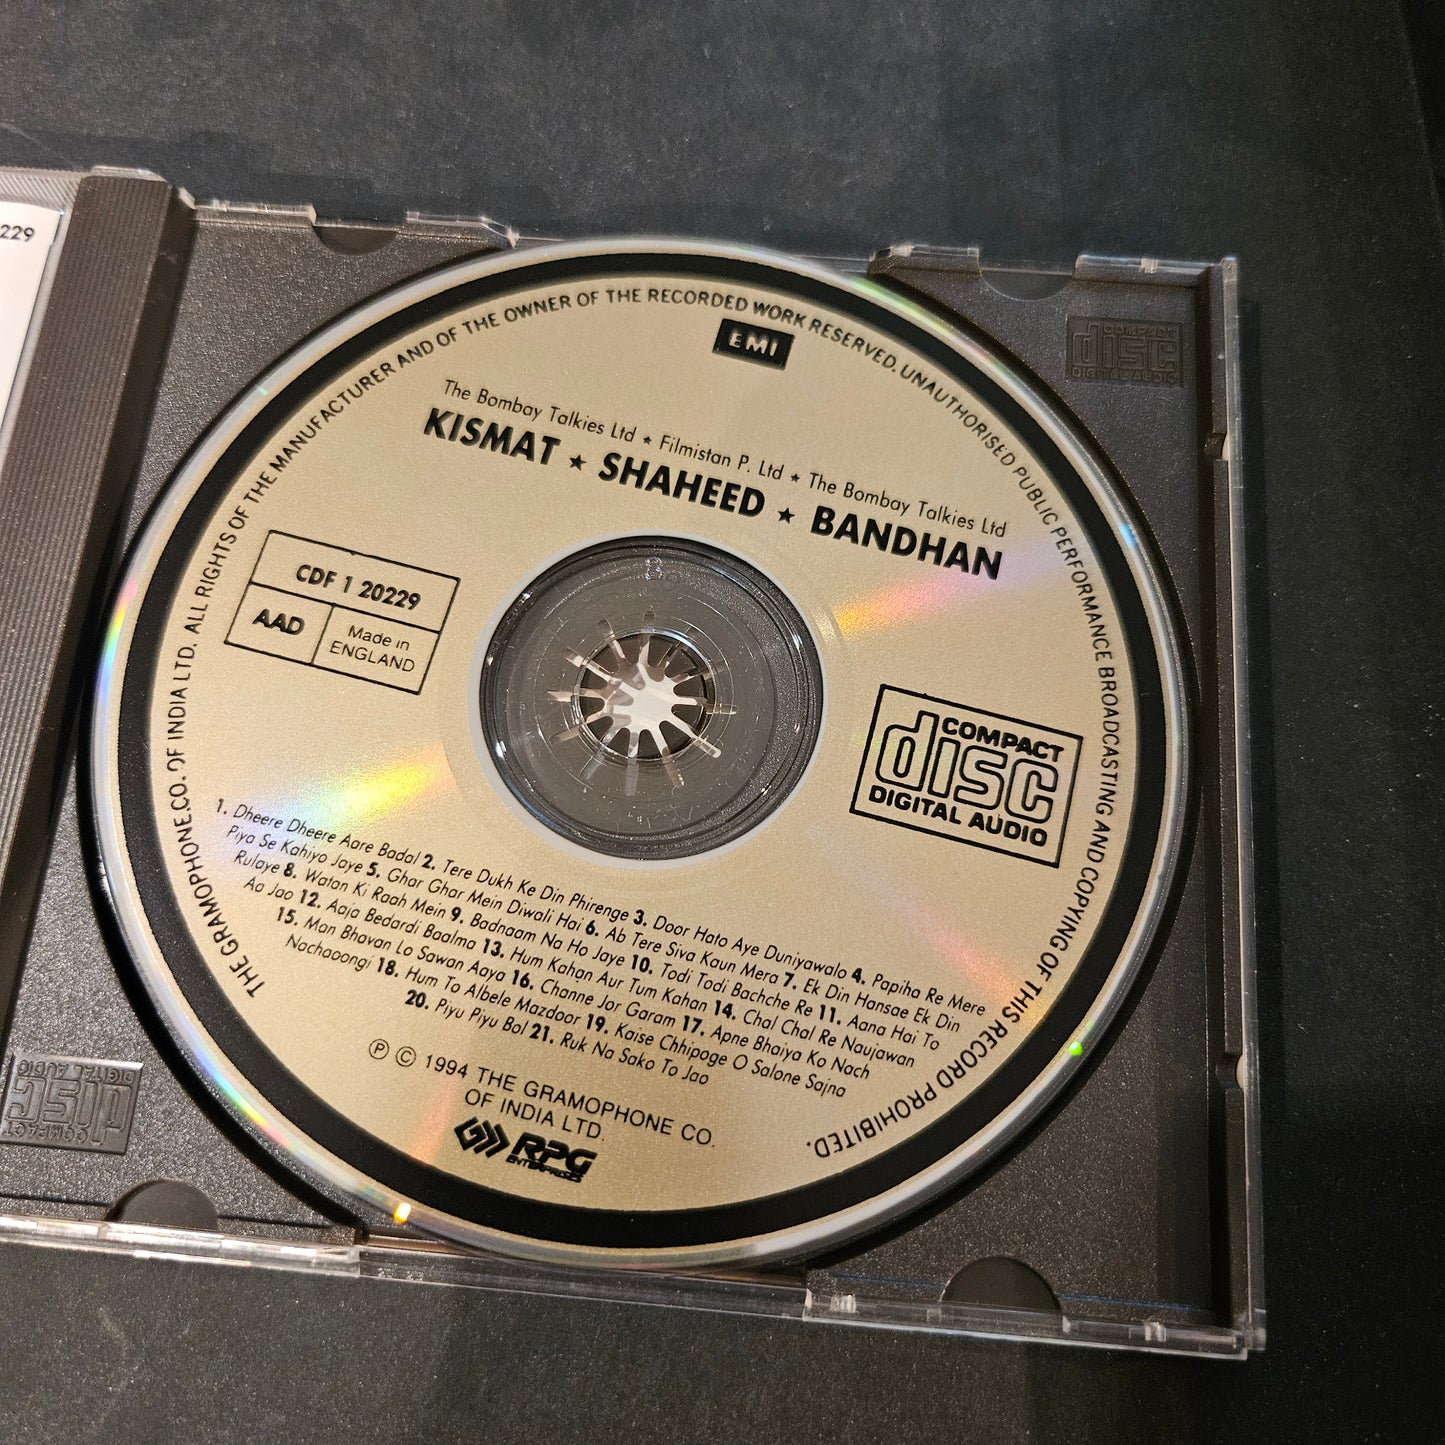 229
THE GRAMOPHONE CO. OF INDIA LTD. ALL RIGHTS OF THE MANUFACTURER AND OF THE OWNER OF THE RECORDED WORK RESERVED. UNAUTHORISED PUBLIC PERFORMANCE BROADCASTING AND COPYING OF THIS RECORD PROHIBITED.
EMI
The Bombay Talkies Ltd ★ Filmistan P. Ltd ★ The Bombay Talkies Ltd
KISMAT ★ SHAHEED ★ BANDHAN
CDF 1 20229
AAD
Made in
ENGLAND
COMPACT
disc
DIGITAL AUDIO
1. Dheere Dheere Aare Badal 2. Tere Dukh Ke Din Phirenge 3. Door Hato Aye Duniyawalo 4. Papiha Re Mere
Piya Se Kahiyo Jaye 5. Ghar Ghar Mein Diwali Hai 6. Ab Tere Siva Kaun Mera 7. Ek Din Hansae Ek Din
Rulaye 8. Watan Ki Raah Mein 9. Badnaam Na Ho Jaye 10. Todi Todi Bachche Re 11. Aana Hai To
Aa Jao 12. Aaja Bedardi Baalma 13. Hum Kahan Aur Tum Kahan 14. Chal Chal Re Naujawan
15. Man Bhavan Lo Sawan Aaya 16. Channe Jor Garam 17. Apne Bhaiya Ko Nach
Nachaoongi 18. Hum To Albele Mazdoor 19. Kaise Chhipoge O Salone Sajna
20. Piyu Piyu Bol 21. Ruk Na Sako To Jao
Ⓟ © 1994 THE GRAMOPHONE CO.
OF INDIA LTD.
RPG
ENTERPRISES
COMPACT
disc
DIGITAL AUDIO
COMPACT
disc
DIGITAL AUDIO